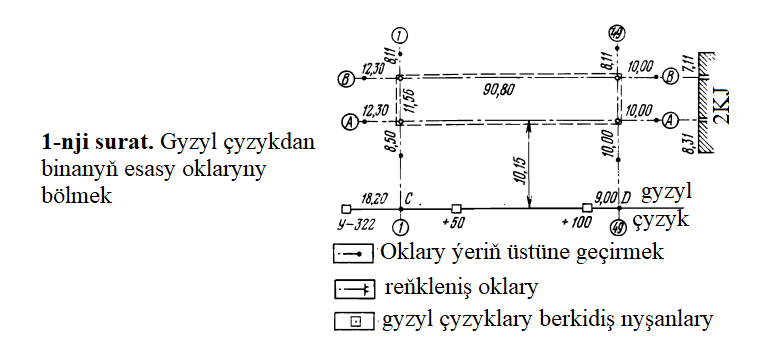 1 49
8,11 8,11 7,11
B 12,30 10,00 B
90,80
11,56
A 12,30 10,00 A
8,50 10,00 8,31
2KJ
1-nji surat. Gyzyl çyzykdan
binanyň esasy oklaryny
bölmek
10,15
18,20 C 9,00 D gyzyl
çyzyk
У-322 1 +50 +100 49
Oklary ýeriň üstüne geçirmek
reňkleniş oklary
gyzyl çyzyklary berkidiş nyşanlary